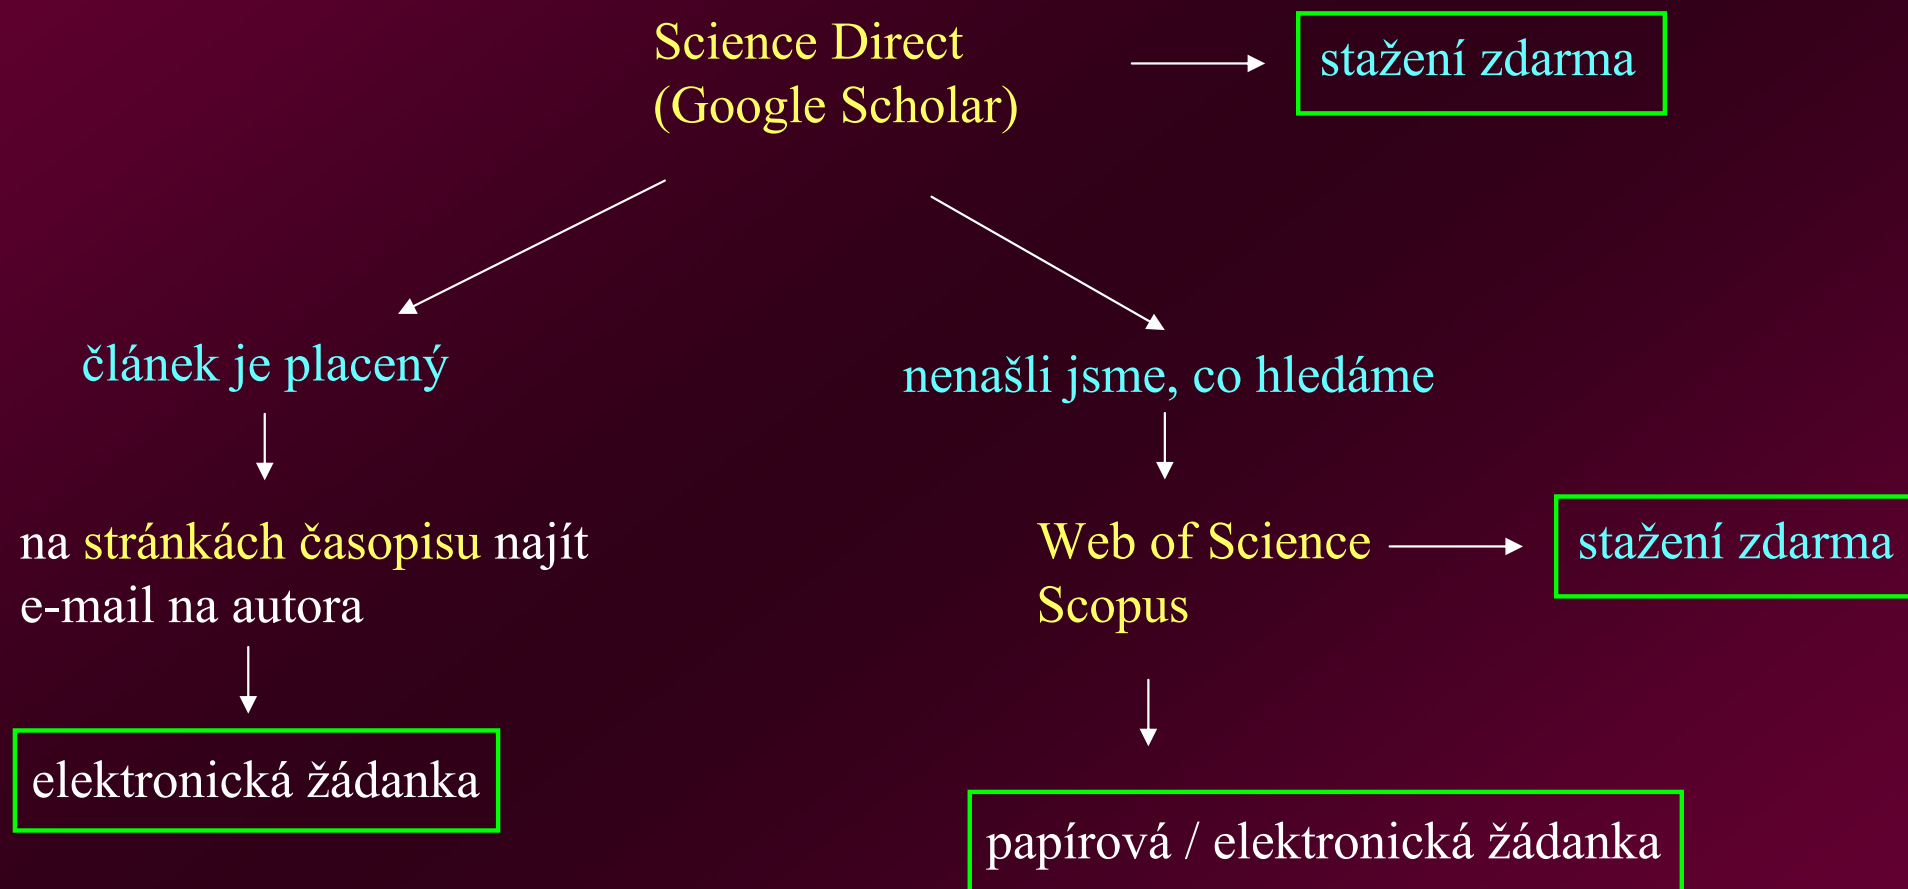 Science Direct
(Google Scholar)
stažení zdarma
článek je placený
nenašli jsme, co hledáme
na stránkách časopisu najít
e-mail na autora
Web of Science
Scopus
stažení zdarma
elektronická žádanka
papírová / elektronická žádanka